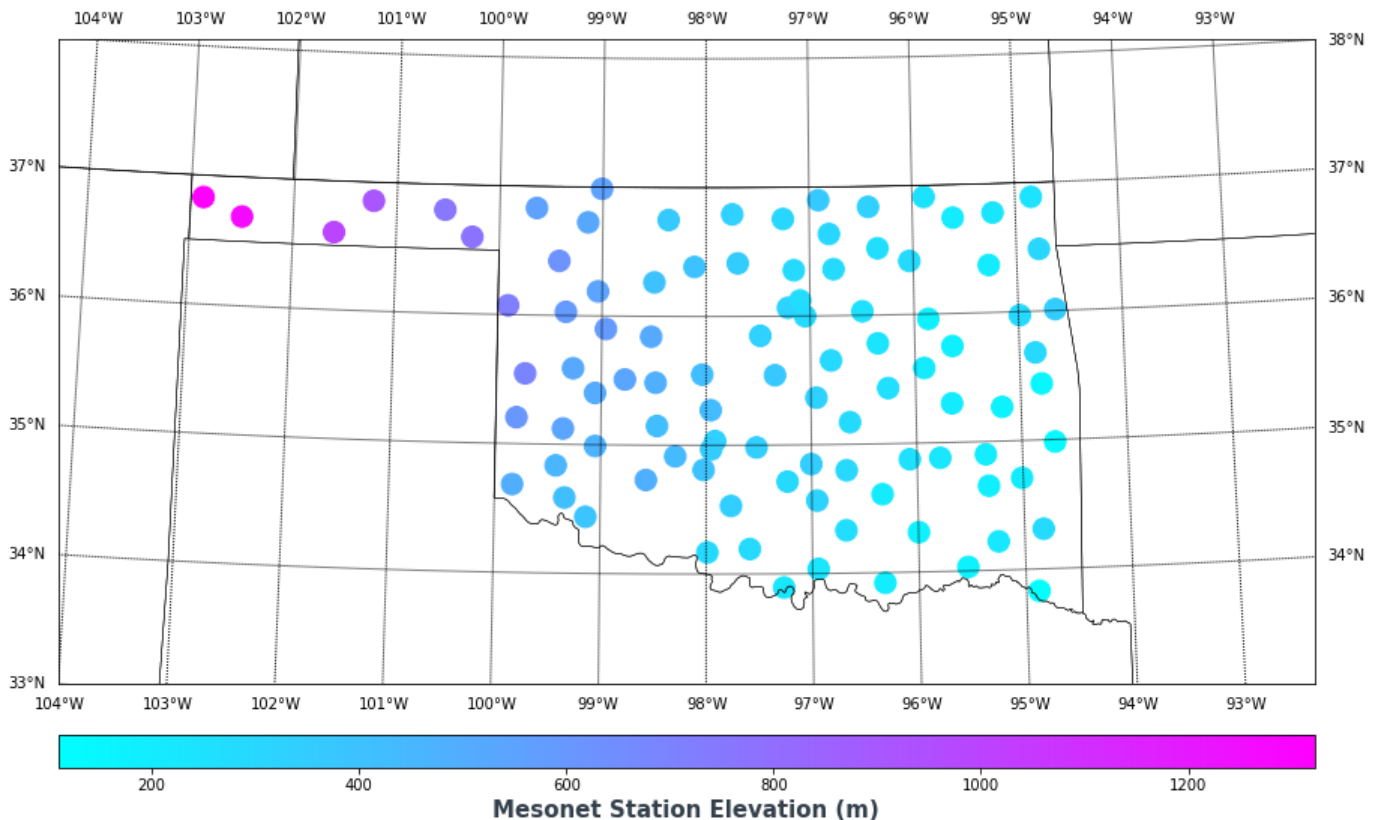 104°W 103°W 102°W 101°W 100°W 99°W 98°W 97°W 96°W 95°W 94°W 93°W
38°N
37°N 37°N
36°N 36°N
35°N 35°N
34°N 34°N
33°N
104°W 103°W 102°W 101°W 100°W 99°W 98°W 97°W 96°W 95°W 94°W 93°W
200 400 600 800 1000 1200
Mesonet Station Elevation (m)